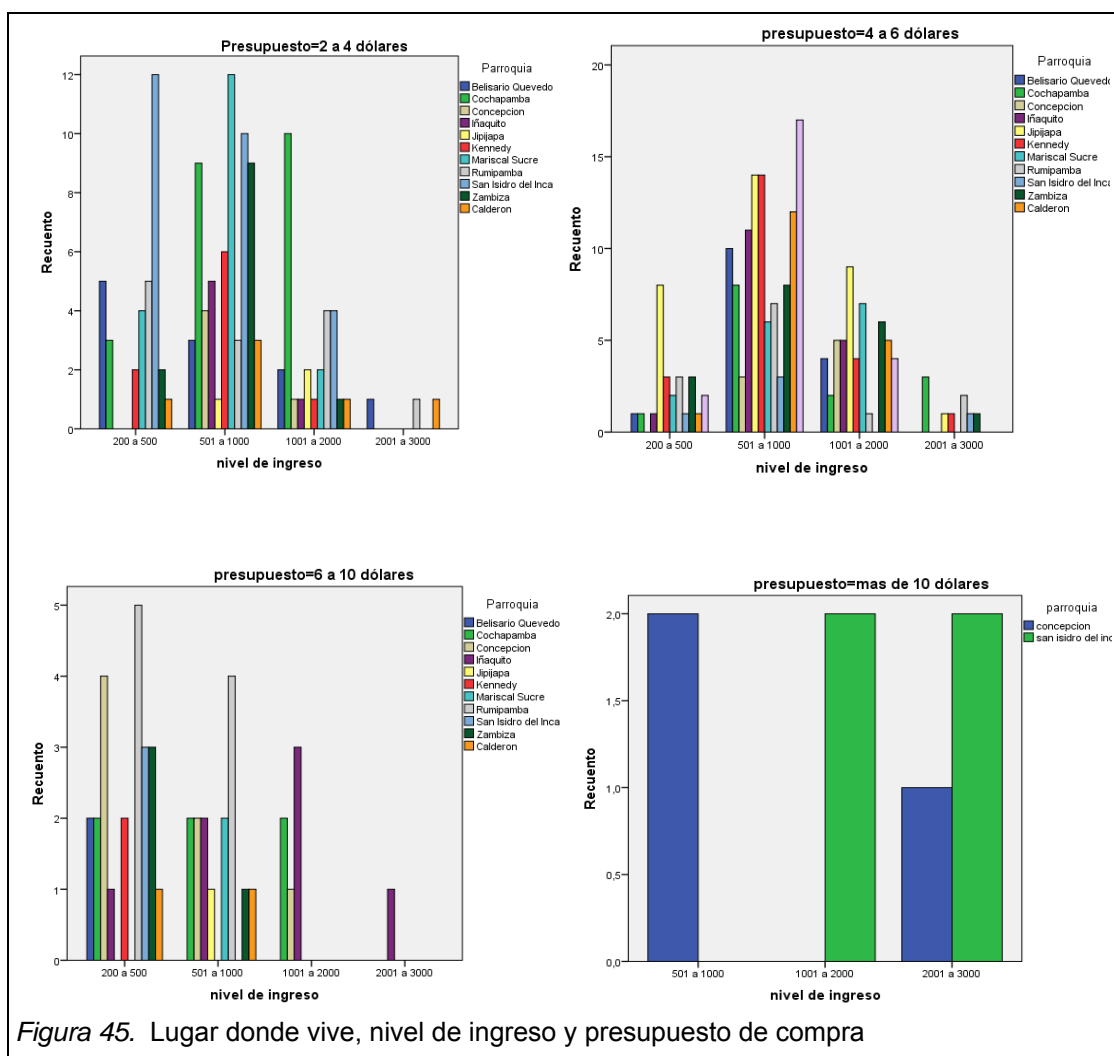 Presupuesto=2 a 4 dólares
Parroquia
Belisario Quevedo
Cochapamba
Concepcion
Iñaquito
Jipijapa
Kennedy
Mariscal Sucre
Rumipamba
San Isidro del Inca
Zambiza
Calderon
Recuento
12
10
8
6
4
2
0
200 a 500
501 a 1000
1001 a 2000
2001 a 3000
nivel de ingreso
presupuesto=4 a 6 dólares
Parroquia
Belisario Quevedo
Cochapamba
Concepcion
Iñaquito
Jipijapa
Kennedy
Mariscal Sucre
Rumipamba
San Isidro del Inca
Zambiza
Calderon
Recuento
20
15
10
5
0
200 a 500
501 a 1000
1001 a 2000
2001 a 3000
nivel de ingreso
presupuesto=6 a 10 dólares
Parroquia
Belisario Quevedo
Cochapamba
Concepcion
Iñaquito
Jipijapa
Kennedy
Mariscal Sucre
Rumipamba
San Isidro del Inca
Zambiza
Calderon
Recuento
5
4
3
2
1
0
200 a 500
501 a 1000
1001 a 2000
2001 a 3000
nivel de ingreso
presupuesto=mas de 10 dólares
parroquia
concepcion
san isidro del inc
Recuento
2,0
1,5
1,0
0,5
0,0
501 a 1000
1001 a 2000
2001 a 3000
nivel de ingreso
Figura 45. Lugar donde vive, nivel de ingreso y presupuesto de compra